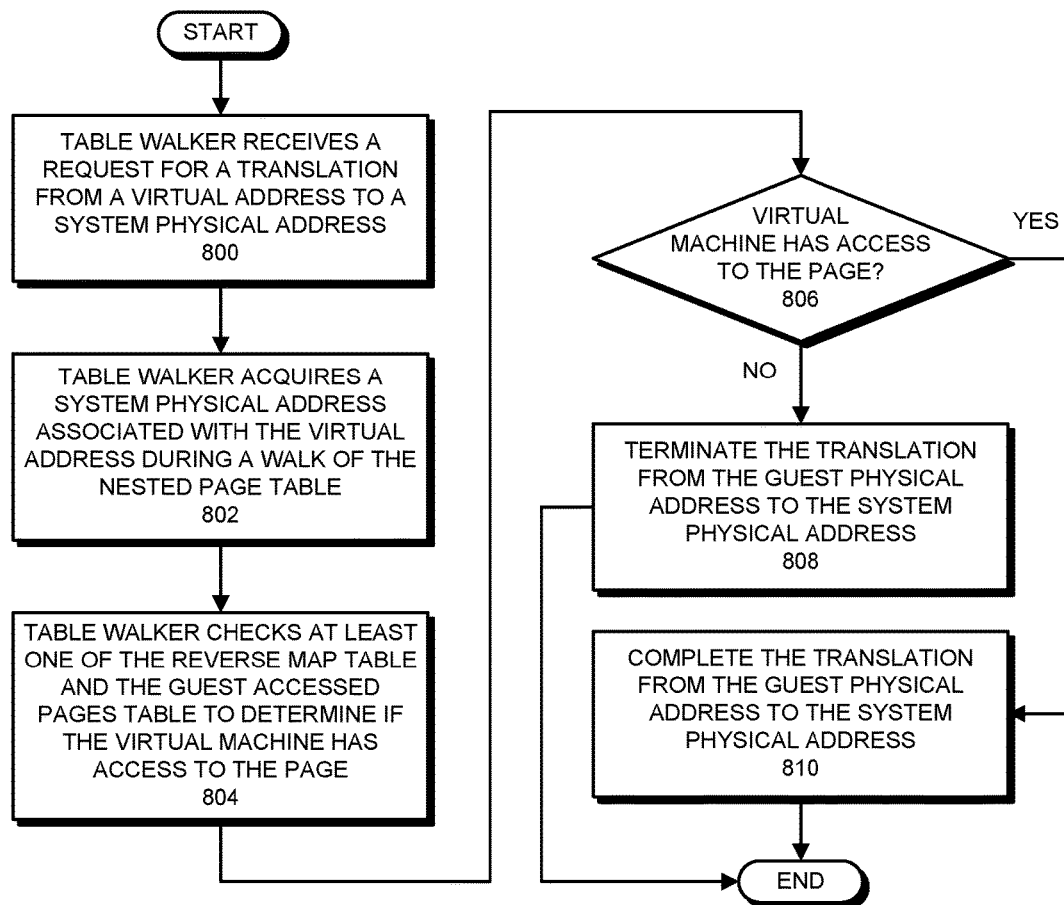 START
TABLE WALKER RECEIVES A
REQUEST FOR A TRANSLATION
FROM A VIRTUAL ADDRESS TO A
SYSTEM PHYSICAL ADDRESS
800
TABLE WALKER ACQUIRES A
SYSTEM PHYSICAL ADDRESS
ASSOCIATED WITH THE VIRTUAL
ADDRESS DURING A WALK OF THE
NESTED PAGE TABLE
802
TABLE WALKER CHECKS AT LEAST
ONE OF THE REVERSE MAP TABLE
AND THE GUEST ACCESSED
PAGES TABLE TO DETERMINE IF
THE VIRTUAL MACHINE HAS
ACCESS TO THE PAGE
804
VIRTUAL
MACHINE HAS ACCESS
TO THE PAGE?
806
YES
NO
TERMINATE THE TRANSLATION
FROM THE GUEST PHYSICAL
ADDRESS TO THE SYSTEM
PHYSICAL ADDRESS
808
COMPLETE THE TRANSLATION
FROM THE GUEST PHYSICAL
ADDRESS TO THE SYSTEM
PHYSICAL ADDRESS
810
END